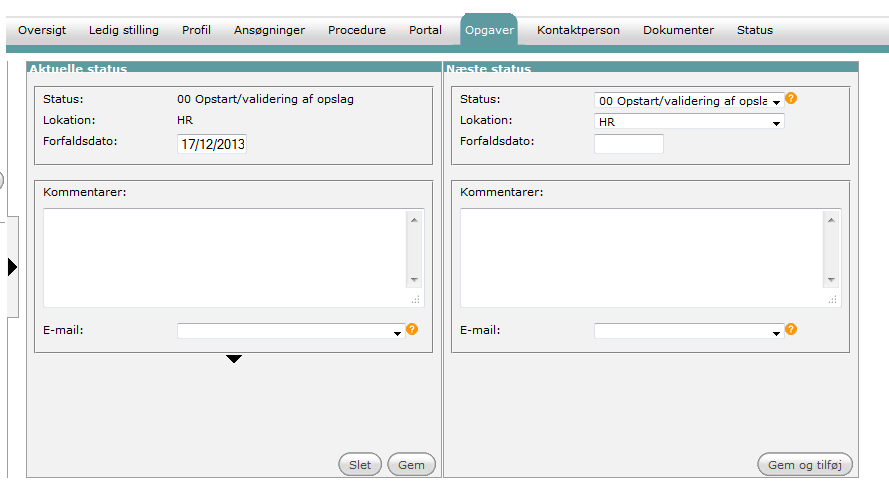 Oversigt Ledig stilling Profil Ansøgninger Procedure Portal Opgaver Kontaktperson Dokumenter Status
Aktuelle status
Status: 00 Opstart/validering af opslag
Lokation: HR
Forfaldsdato: 17/12/2013
Kommentarer:
E-mail: ?
Slet Gem
Næste status
Status: 00 Opstart/validering af opsla ?
Lokation: HR
Forfaldsdato:
Kommentarer:
E-mail: ?
Gem og tilføj